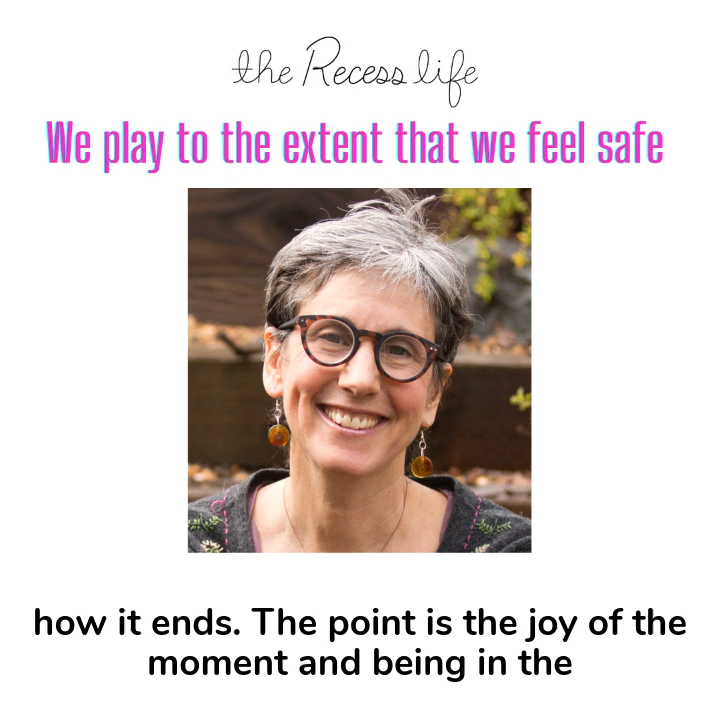 the Recess life
We play to the extent that we feel safe
how it ends. The point is the joy of the
moment and being in the